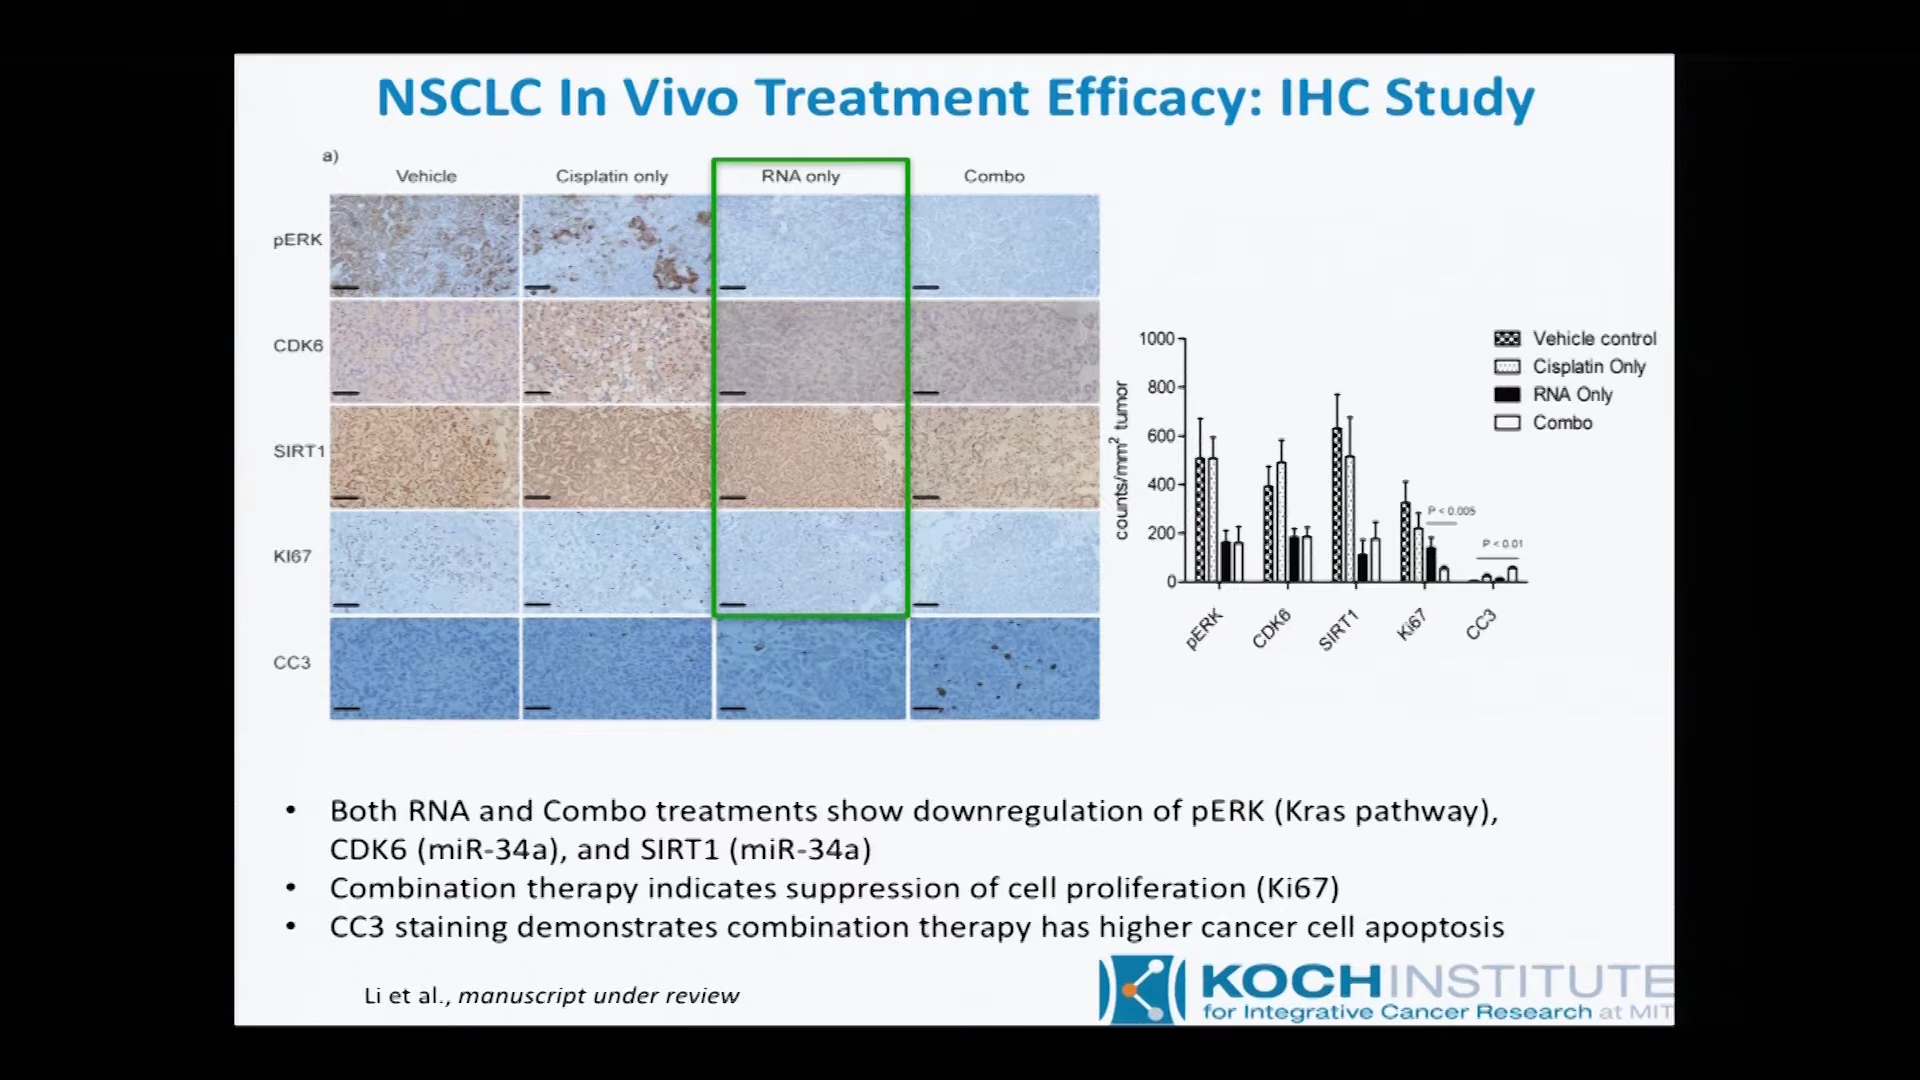 NSCLC In Vivo Treatment Efficacy: IHC Study
a)
Vehicle
Cisplatin only
RNA only
Combo
pERK
CDK6
SIRT1
KI67
CC3
counts/mm² tumor
1000
800
600
400
200
0
pERK
CDK6
SIRT1
Ki67
CC3
P < 0.005
P < 0.01
Vehicle control
Cisplatin Only
RNA Only
Combo
• Both RNA and Combo treatments show downregulation of pERK (Kras pathway),
CDK6 (miR-34a), and SIRT1 (miR-34a)
• Combination therapy indicates suppression of cell proliferation (Ki67)
• CC3 staining demonstrates combination therapy has higher cancer cell apoptosis
Li et al., manuscript under review
KOCH INSTITUTE
for Integrative Cancer Research at MIT